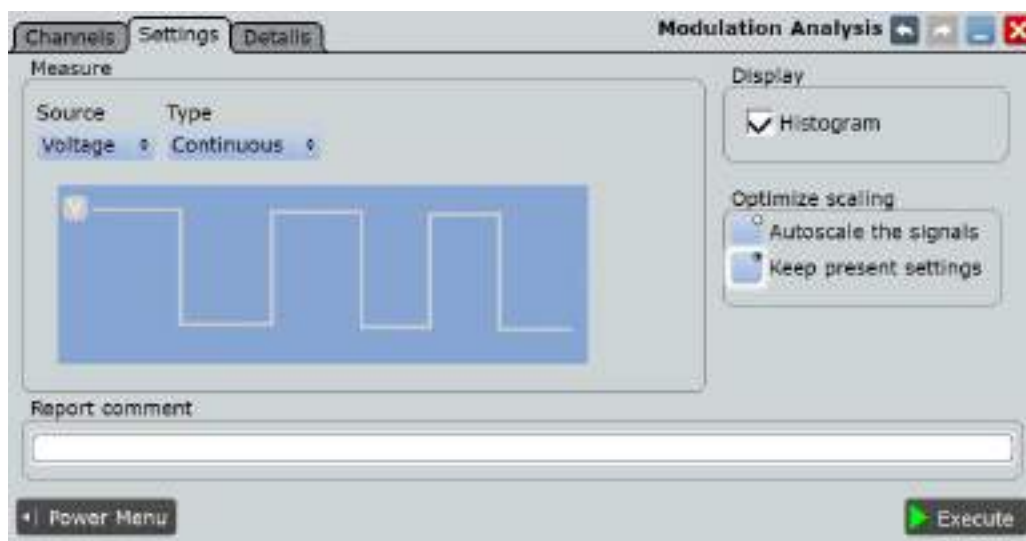 Channels Settings Details Modulation Analysis
Measure
Source Type
Voltage Continuous
V
Display
Histogram
Optimize scaling
Autoscale the signals
Keep present settings
Report comment
Power Menu
Execute